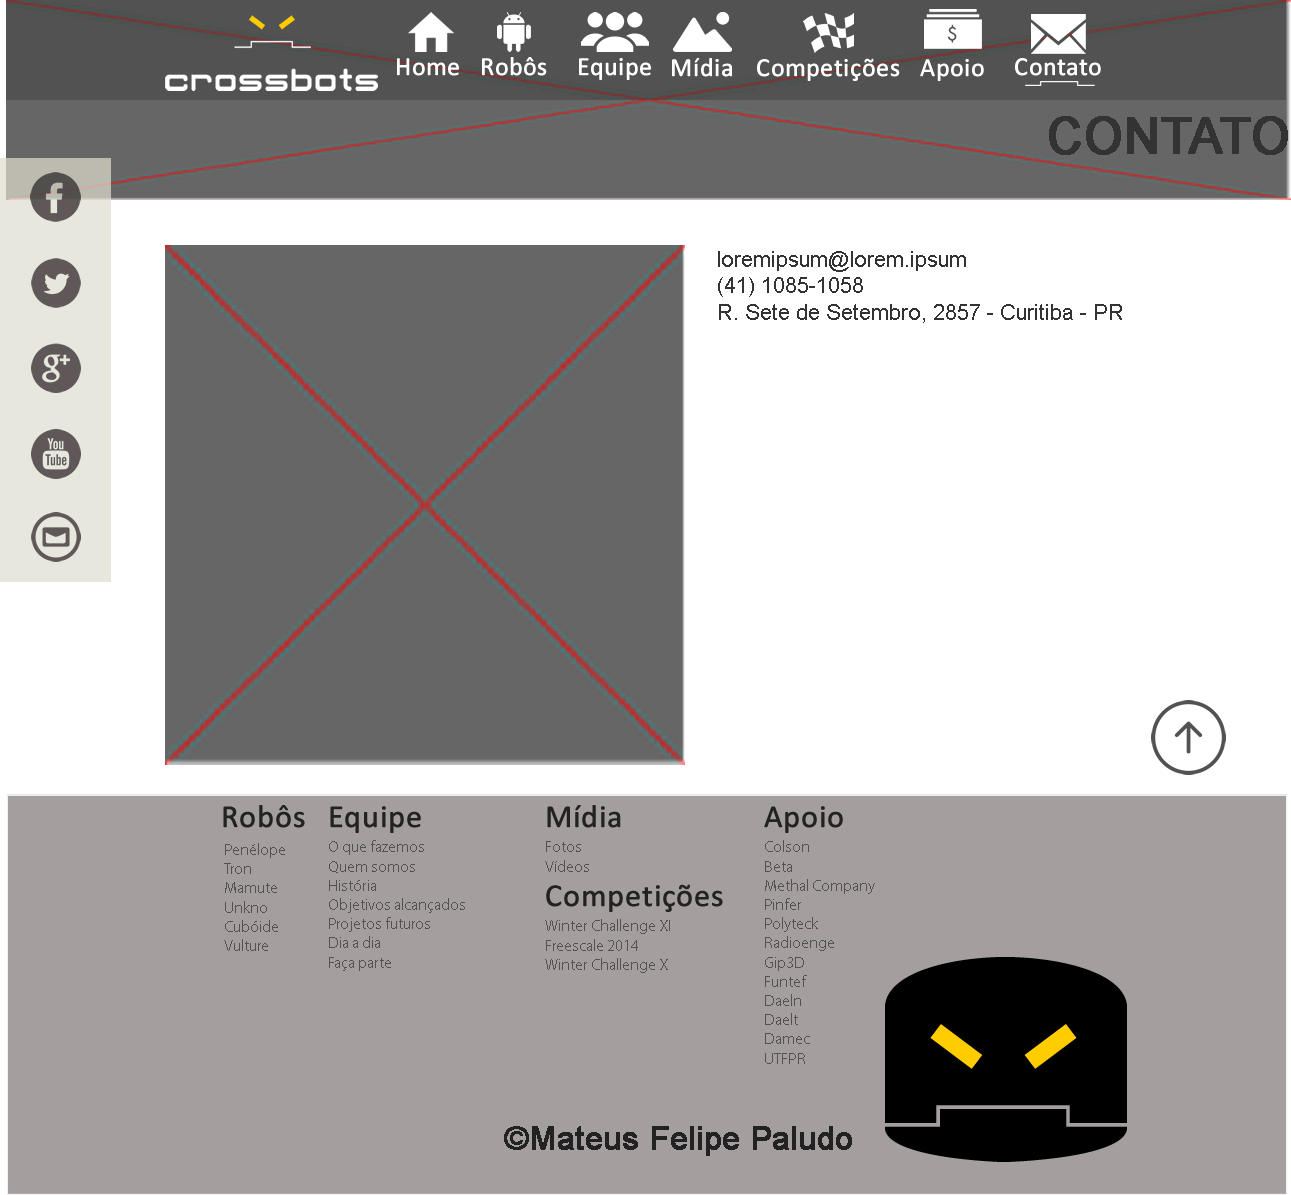 crossbots
Home
Robôs
Equipe
Mídia
Competições
$
Apoio
Contato
CONTATO
f
g+
You
Tube
loremipsum@lorem.ipsum
(41) 1085-1058
R. Sete de Setembro, 2857 - Curitiba - PR
Robôs
Penélope
Tron
Mamute
Unkno
Cubóide
Vulture
Equipe
O que fazemos
Quem somos
História
Objetivos alcançados
Projetos futuros
Dia a dia
Faça parte
Mídia
Fotos
Vídeos
Competições
Winter Challenge XI
Freescale 2014
Winter Challenge X
Apoio
Colson
Beta
Methal Company
Pinfer
Polyteck
Radioenge
Gip3D
Funtef
Daeln
Daelt
Damec
UTFPR
©Mateus Felipe Paludo